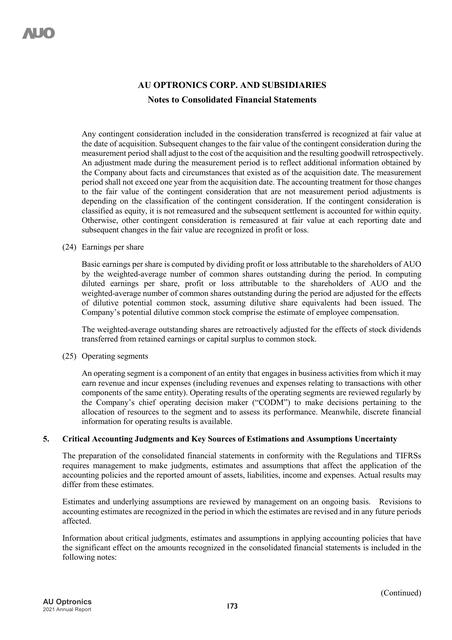 AUO
AU OPTRONICS CORP. AND SUBSIDIARIES
Notes to Consolidated Financial Statements
Any contingent consideration included in the consideration transferred is recognized at fair value at
the date of acquisition. Subsequent changes to the fair value of the contingent consideration during the
measurement period shall adjust to the cost of the acquisition and the resulting goodwill retrospectively.
An adjustment made during the measurement period is to reflect additional information obtained by
the Company about facts and circumstances that existed as of the acquisition date. The measurement
period shall not exceed one year from the acquisition date. The accounting treatment for those changes
to the fair value of the contingent consideration that are not measurement period adjustments is
depending on the classification of the contingent consideration. If the contingent consideration is
classified as equity, it is not remeasured and the subsequent settlement is accounted for within equity.
Otherwise, other contingent consideration is remeasured at fair value at each reporting date and
subsequent changes in the fair value are recognized in profit or loss.
(24) Earnings per share
Basic earnings per share is computed by dividing profit or loss attributable to the shareholders of AUO
by the weighted-average number of common shares outstanding during the period. In computing
diluted earnings per share, profit or loss attributable to the shareholders of AUO and the
weighted-average number of common shares outstanding during the period are adjusted for the effects
of dilutive potential common stock, assuming dilutive share equivalents had been issued. The
Company's potential dilutive common stock comprise the estimate of employee compensation.
The weighted-average outstanding shares are retroactively adjusted for the effects of stock dividends
transferred from retained earnings or capital surplus to common stock.
(25) Operating segments
An operating segment is a component of an entity that engages in business activities from which it may
earn revenue and incur expenses (including revenues and expenses relating to transactions with other
components of the same entity). Operating results of the operating segments are reviewed regularly by
the Company's chief operating decision maker ("CODM") to make decisions pertaining to the
allocation of resources to the segment and to assess its performance. Meanwhile, discrete financial
information for operating results is available.
5. Critical Accounting Judgments and Key Sources of Estimations and Assumptions Uncertainty
The preparation of the consolidated financial statements in conformity with the Regulations and TIFRSs
requires management to make judgments, estimates and assumptions that affect the application of the
accounting policies and the reported amount of assets, liabilities, income and expenses. Actual results may
differ from these estimates.
Estimates and underlying assumptions are reviewed by management on an ongoing basis. Revisions to
accounting estimates are recognized in the period in which the estimates are revised and in any future periods
affected.
Information about critical judgments, estimates and assumptions in applying accounting policies that have
the significant effect on the amounts recognized in the consolidated financial statements is included in the
following notes:
(Continued)
AU Optronics
2021 Annual Report
173